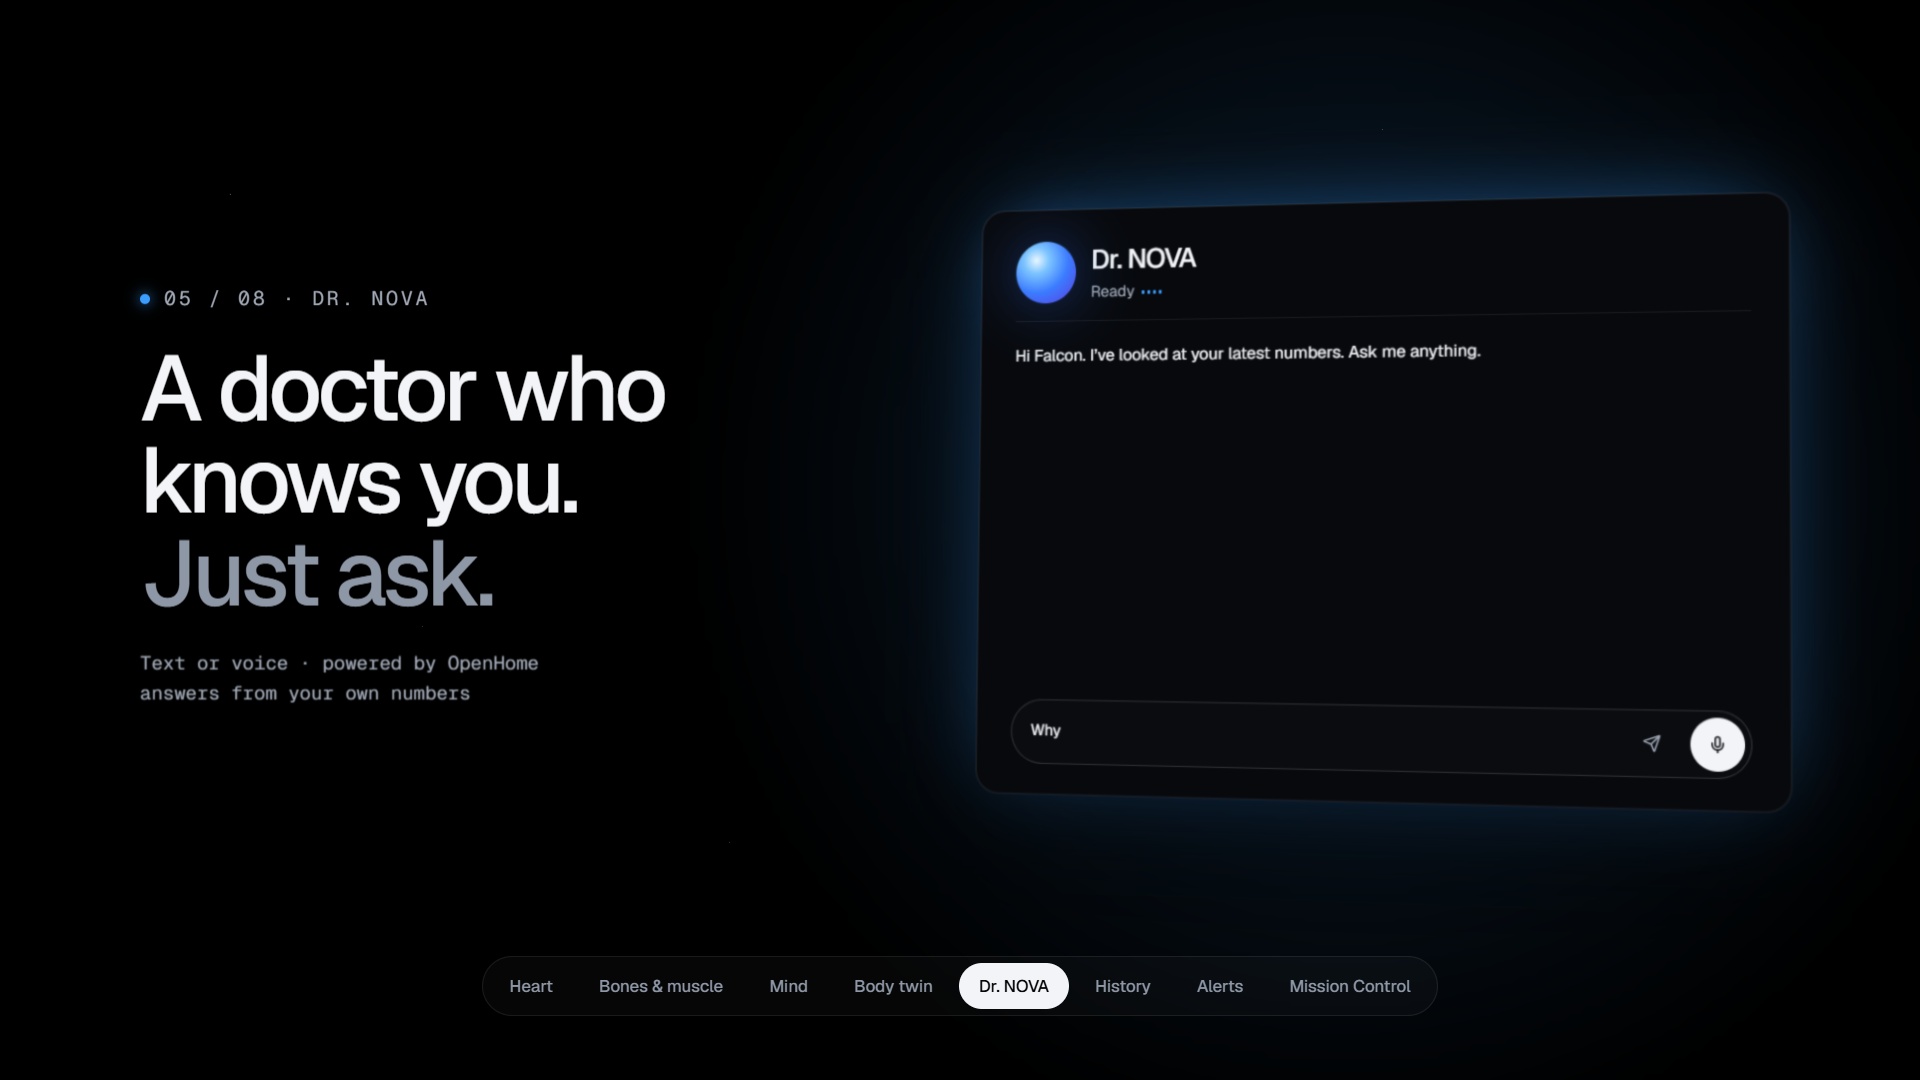 05 / 08 · DR. NOVA
A doctor who
knows you.
Just ask.
Text or voice · powered by OpenHome
answers from your own numbers
Dr. NOVA
Ready
Hi Falcon. I've looked at your latest numbers. Ask me anything.
Why
Heart Bones & muscle Mind Body twin Dr. NOVA History Alerts Mission Control